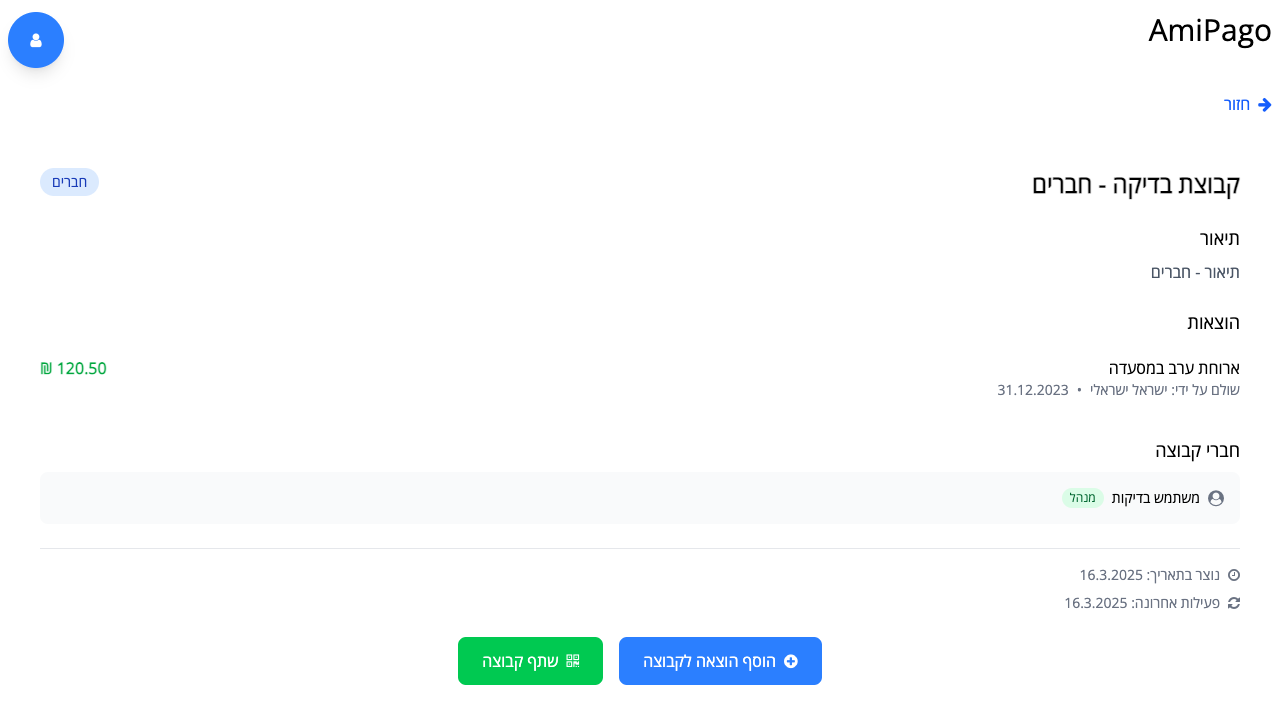 AmiPago
חזור
קבוצת בדיקה - חברים
חברים
תיאור
תיאור - חברים
הוצאות
ארוחת ערב במסעדה
120.50 ₪
שולם על ידי: ישראל ישראלי • 31.12.2023
חברי קבוצה
משתמש בדיקות מנהל
נוצר בתאריך: 16.3.2025
פעילות אחרונה: 16.3.2025
הוסף הוצאה לקבוצה
שתף קבוצה